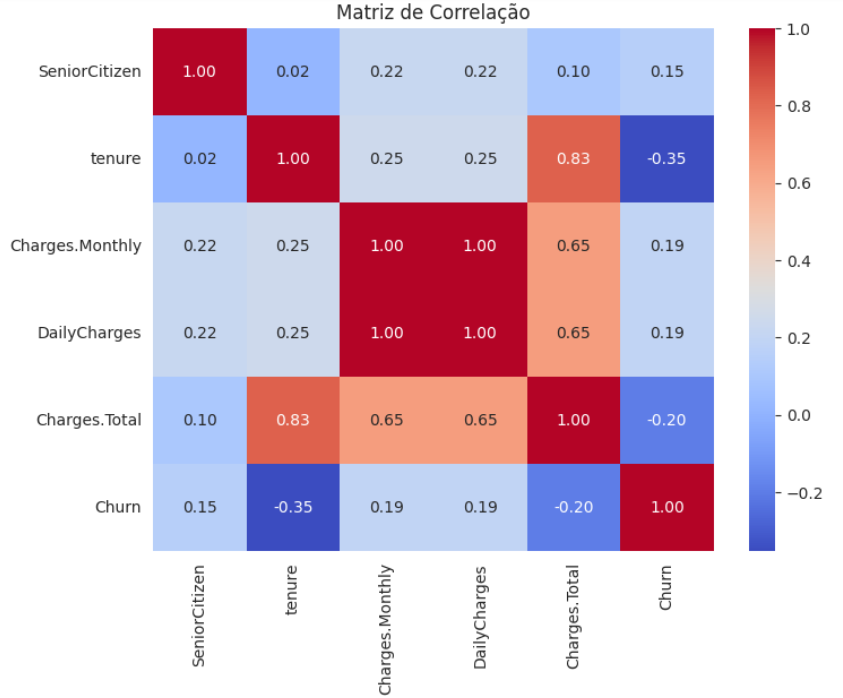 Matriz de Correlação
SeniorCitizen 1.00 0.02 0.22 0.22 0.10 0.15
tenure 0.02 1.00 0.25 0.25 0.83 -0.35
Charges.Monthly 0.22 0.25 1.00 1.00 0.65 0.19
DailyCharges 0.22 0.25 1.00 1.00 0.65 0.19
Charges.Total 0.10 0.83 0.65 0.65 1.00 -0.20
Churn 0.15 -0.35 0.19 0.19 -0.20 1.00
SeniorCitizen
tenure
Charges.Monthly
DailyCharges
Charges.Total
Churn
1.0
0.8
0.6
0.4
0.2
0.0
−0.2